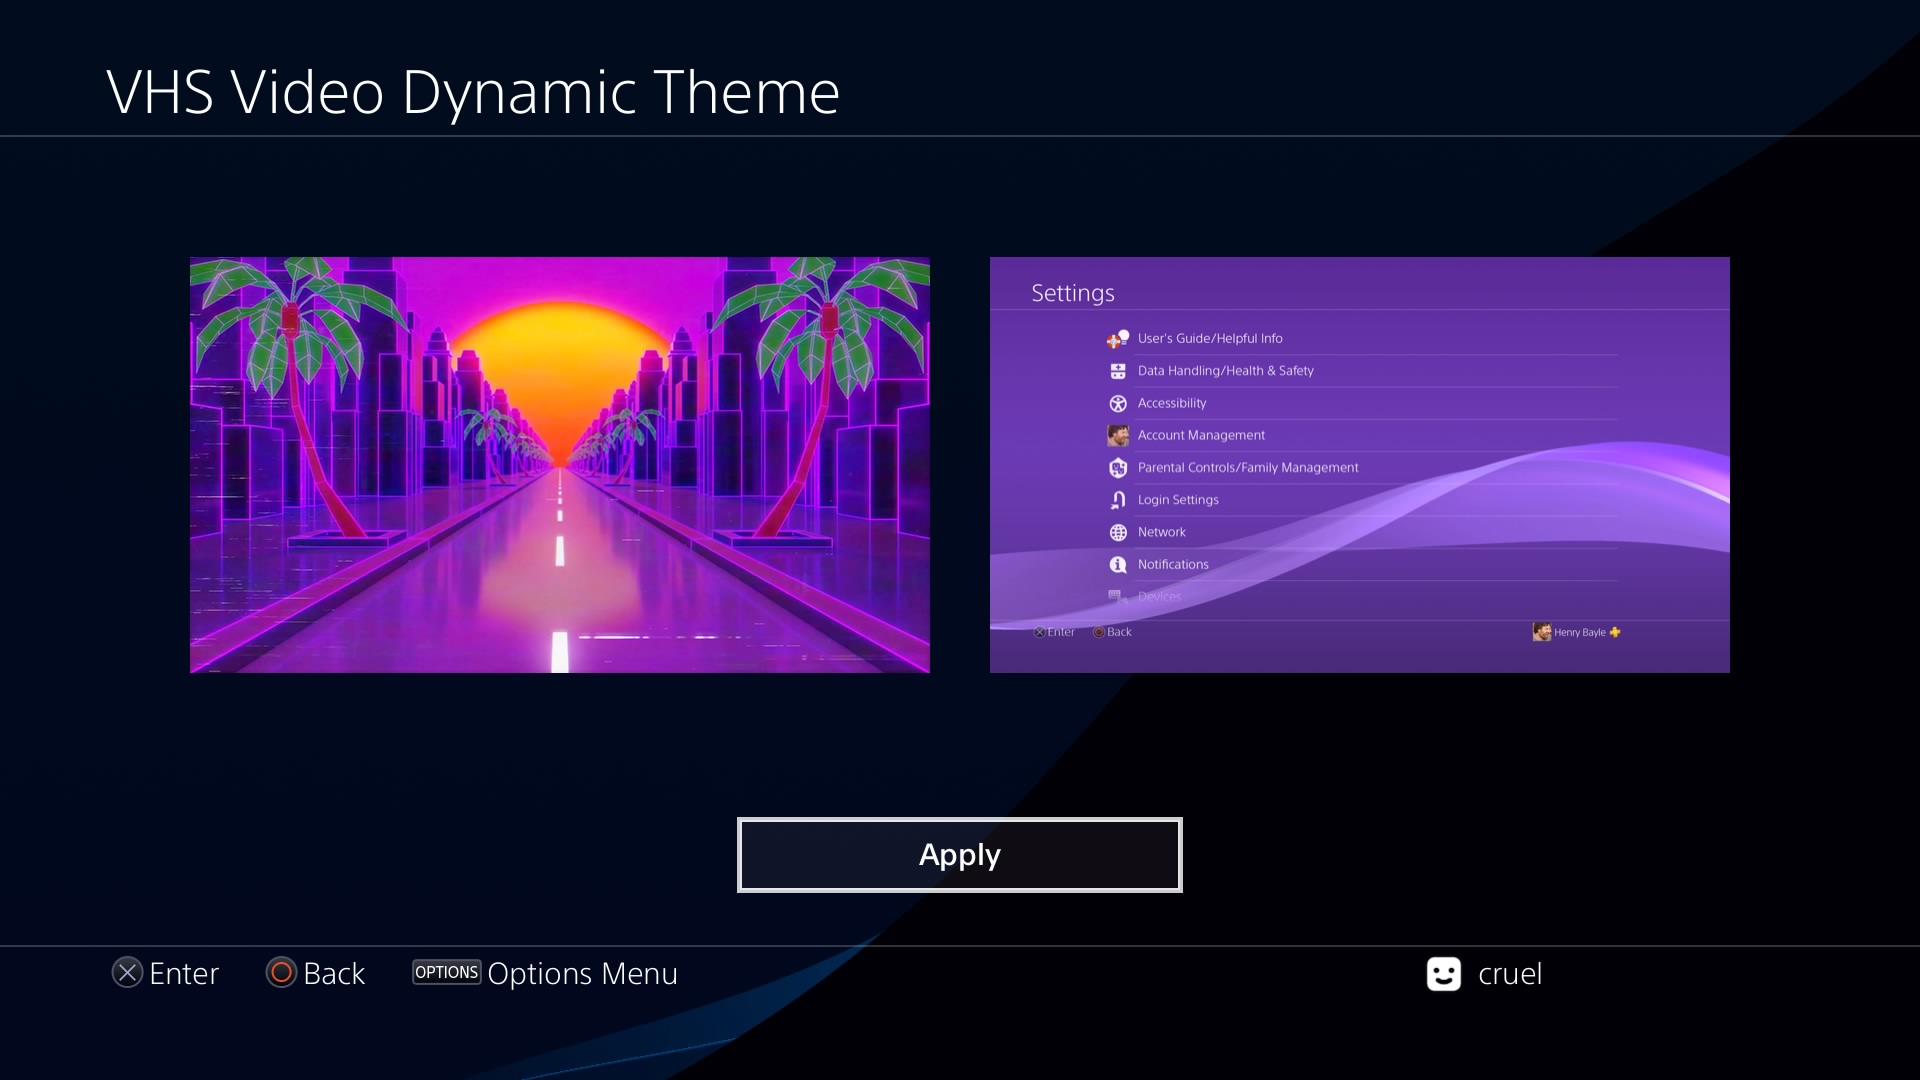 VHS Video Dynamic Theme
Settings
User's Guide/Helpful Info
Data Handling/Health & Safety
Accessibility
Account Management
Parental Controls/Family Management
Login Settings
Network
Notifications
Devices
Enter Back Henry Bayle
Apply
Enter Back OPTIONS Options Menu cruel